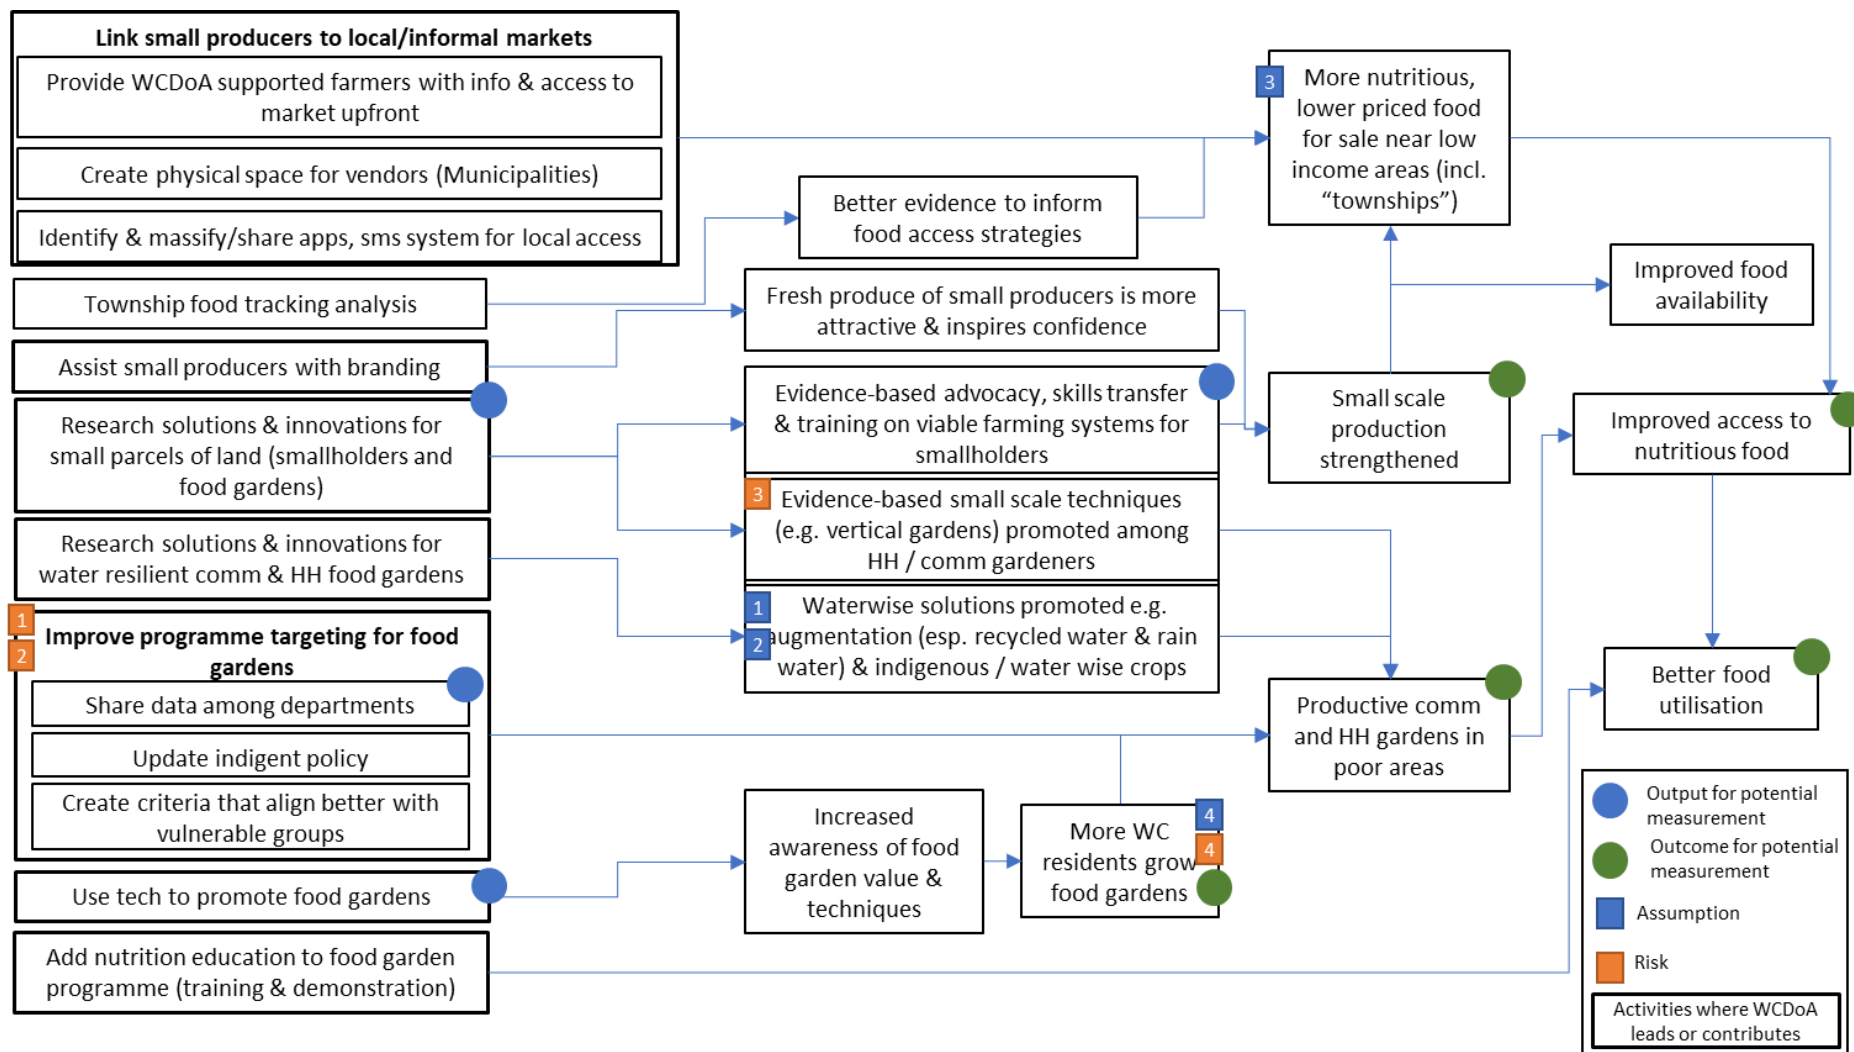 Link small producers to local/informal markets
Provide WCDoA supported farmers with info & access to
market upfront
Create physical space for vendors (Municipalities)
Identify & massify/share apps, sms system for local access
Township food tracking analysis
Assist small producers with branding
Research solutions & innovations for
small parcels of land (smallholders and
food gardens)
Research solutions & innovations for
water resilient comm & HH food gardens
1
2
Improve programme targeting for food
gardens
Share data among departments
Update indigent policy
Create criteria that align better with
vulnerable groups
Use tech to promote food gardens
Add nutrition education to food garden
programme (training & demonstration)
Better evidence to inform
food access strategies
Fresh produce of small producers is more
attractive & inspires confidence
Evidence-based advocacy, skills transfer
& training on viable farming systems for
smallholders
3
Evidence-based small scale techniques
(e.g. vertical gardens) promoted among
HH / comm gardeners
1
2
Waterwise solutions promoted e.g.
augmentation (esp. recycled water & rain
water) & indigenous / water wise crops
Increased
awareness of food
garden value &
techniques
4
4
More WC
residents grow
food gardens
3
More nutritious,
lower priced food
for sale near low
income areas (incl.
“townships”)
Small scale
production
strengthened
Productive comm
and HH gardens in
poor areas
Improved food
availability
Improved access to
nutritious food
Better food
utilisation
Output for potential
measurement
Outcome for potential
measurement
Assumption
Risk
Activities where WCDoA
leads or contributes